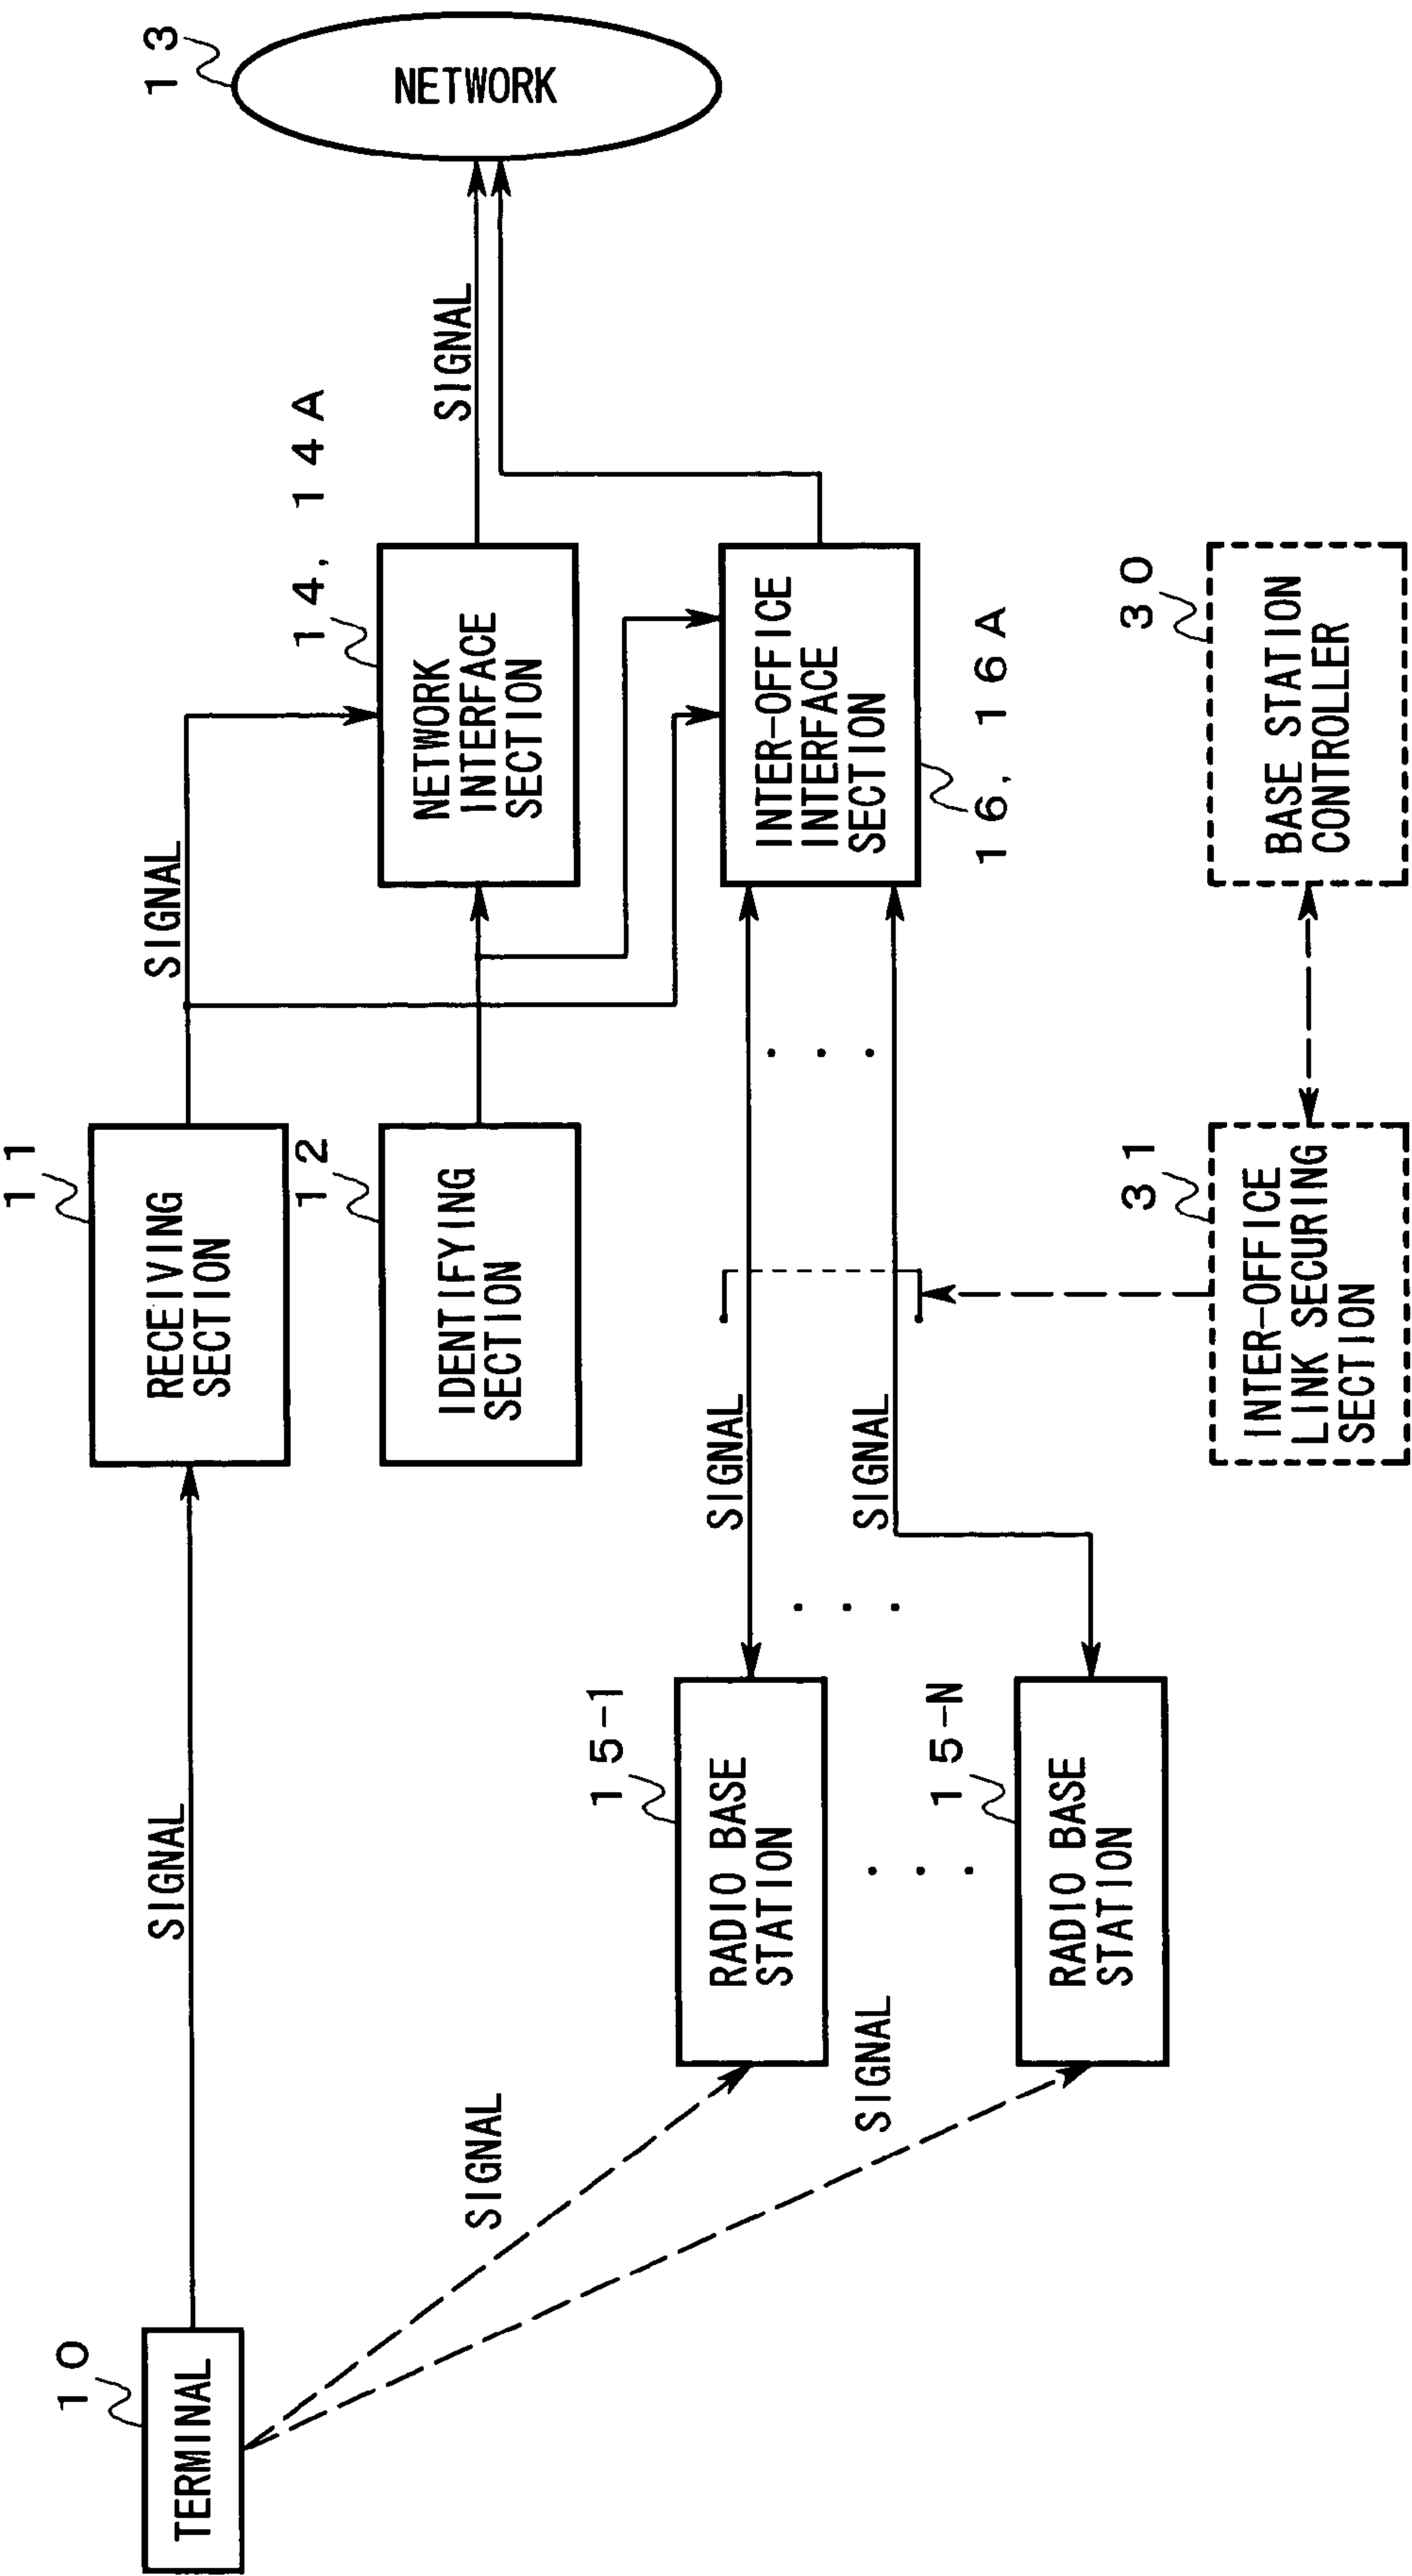 10
TERMINAL
SIGNAL
11
RECEIVING
SECTION
SIGNAL
12
IDENTIFYING
SECTION
14, 14A
NETWORK
INTERFACE
SECTION
SIGNAL
13
NETWORK
SIGNAL
SIGNAL
15-1
RADIO BASE
STATION
15-N
RADIO BASE
STATION
SIGNAL
SIGNAL
INTER-OFFICE
INTERFACE
SECTION
16, 16A
31
INTER-OFFICE
LINK SECURING
SECTION
30
BASE STATION
CONTROLLER